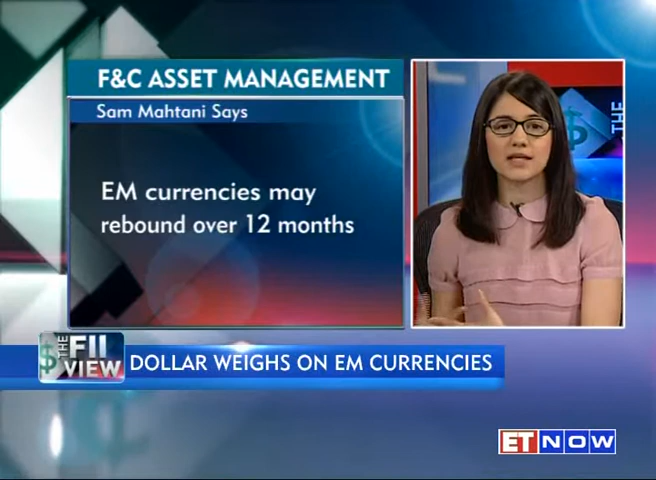 F&C ASSET MANAGEMENT
Sam Mahtani Says
EM currencies may
rebound over 12 months
THE
$
$ THE FII VIEW
DOLLAR WEIGHS ON EM CURRENCIES
ET NOW